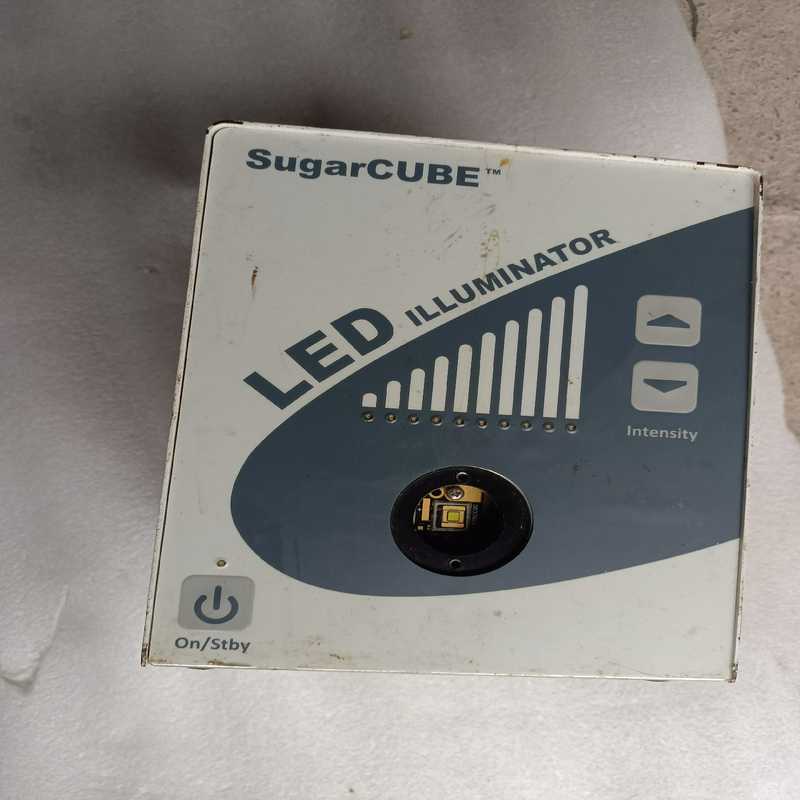 SugarCUBE™
LED ILLUMINATOR
Intensity
On/Stby